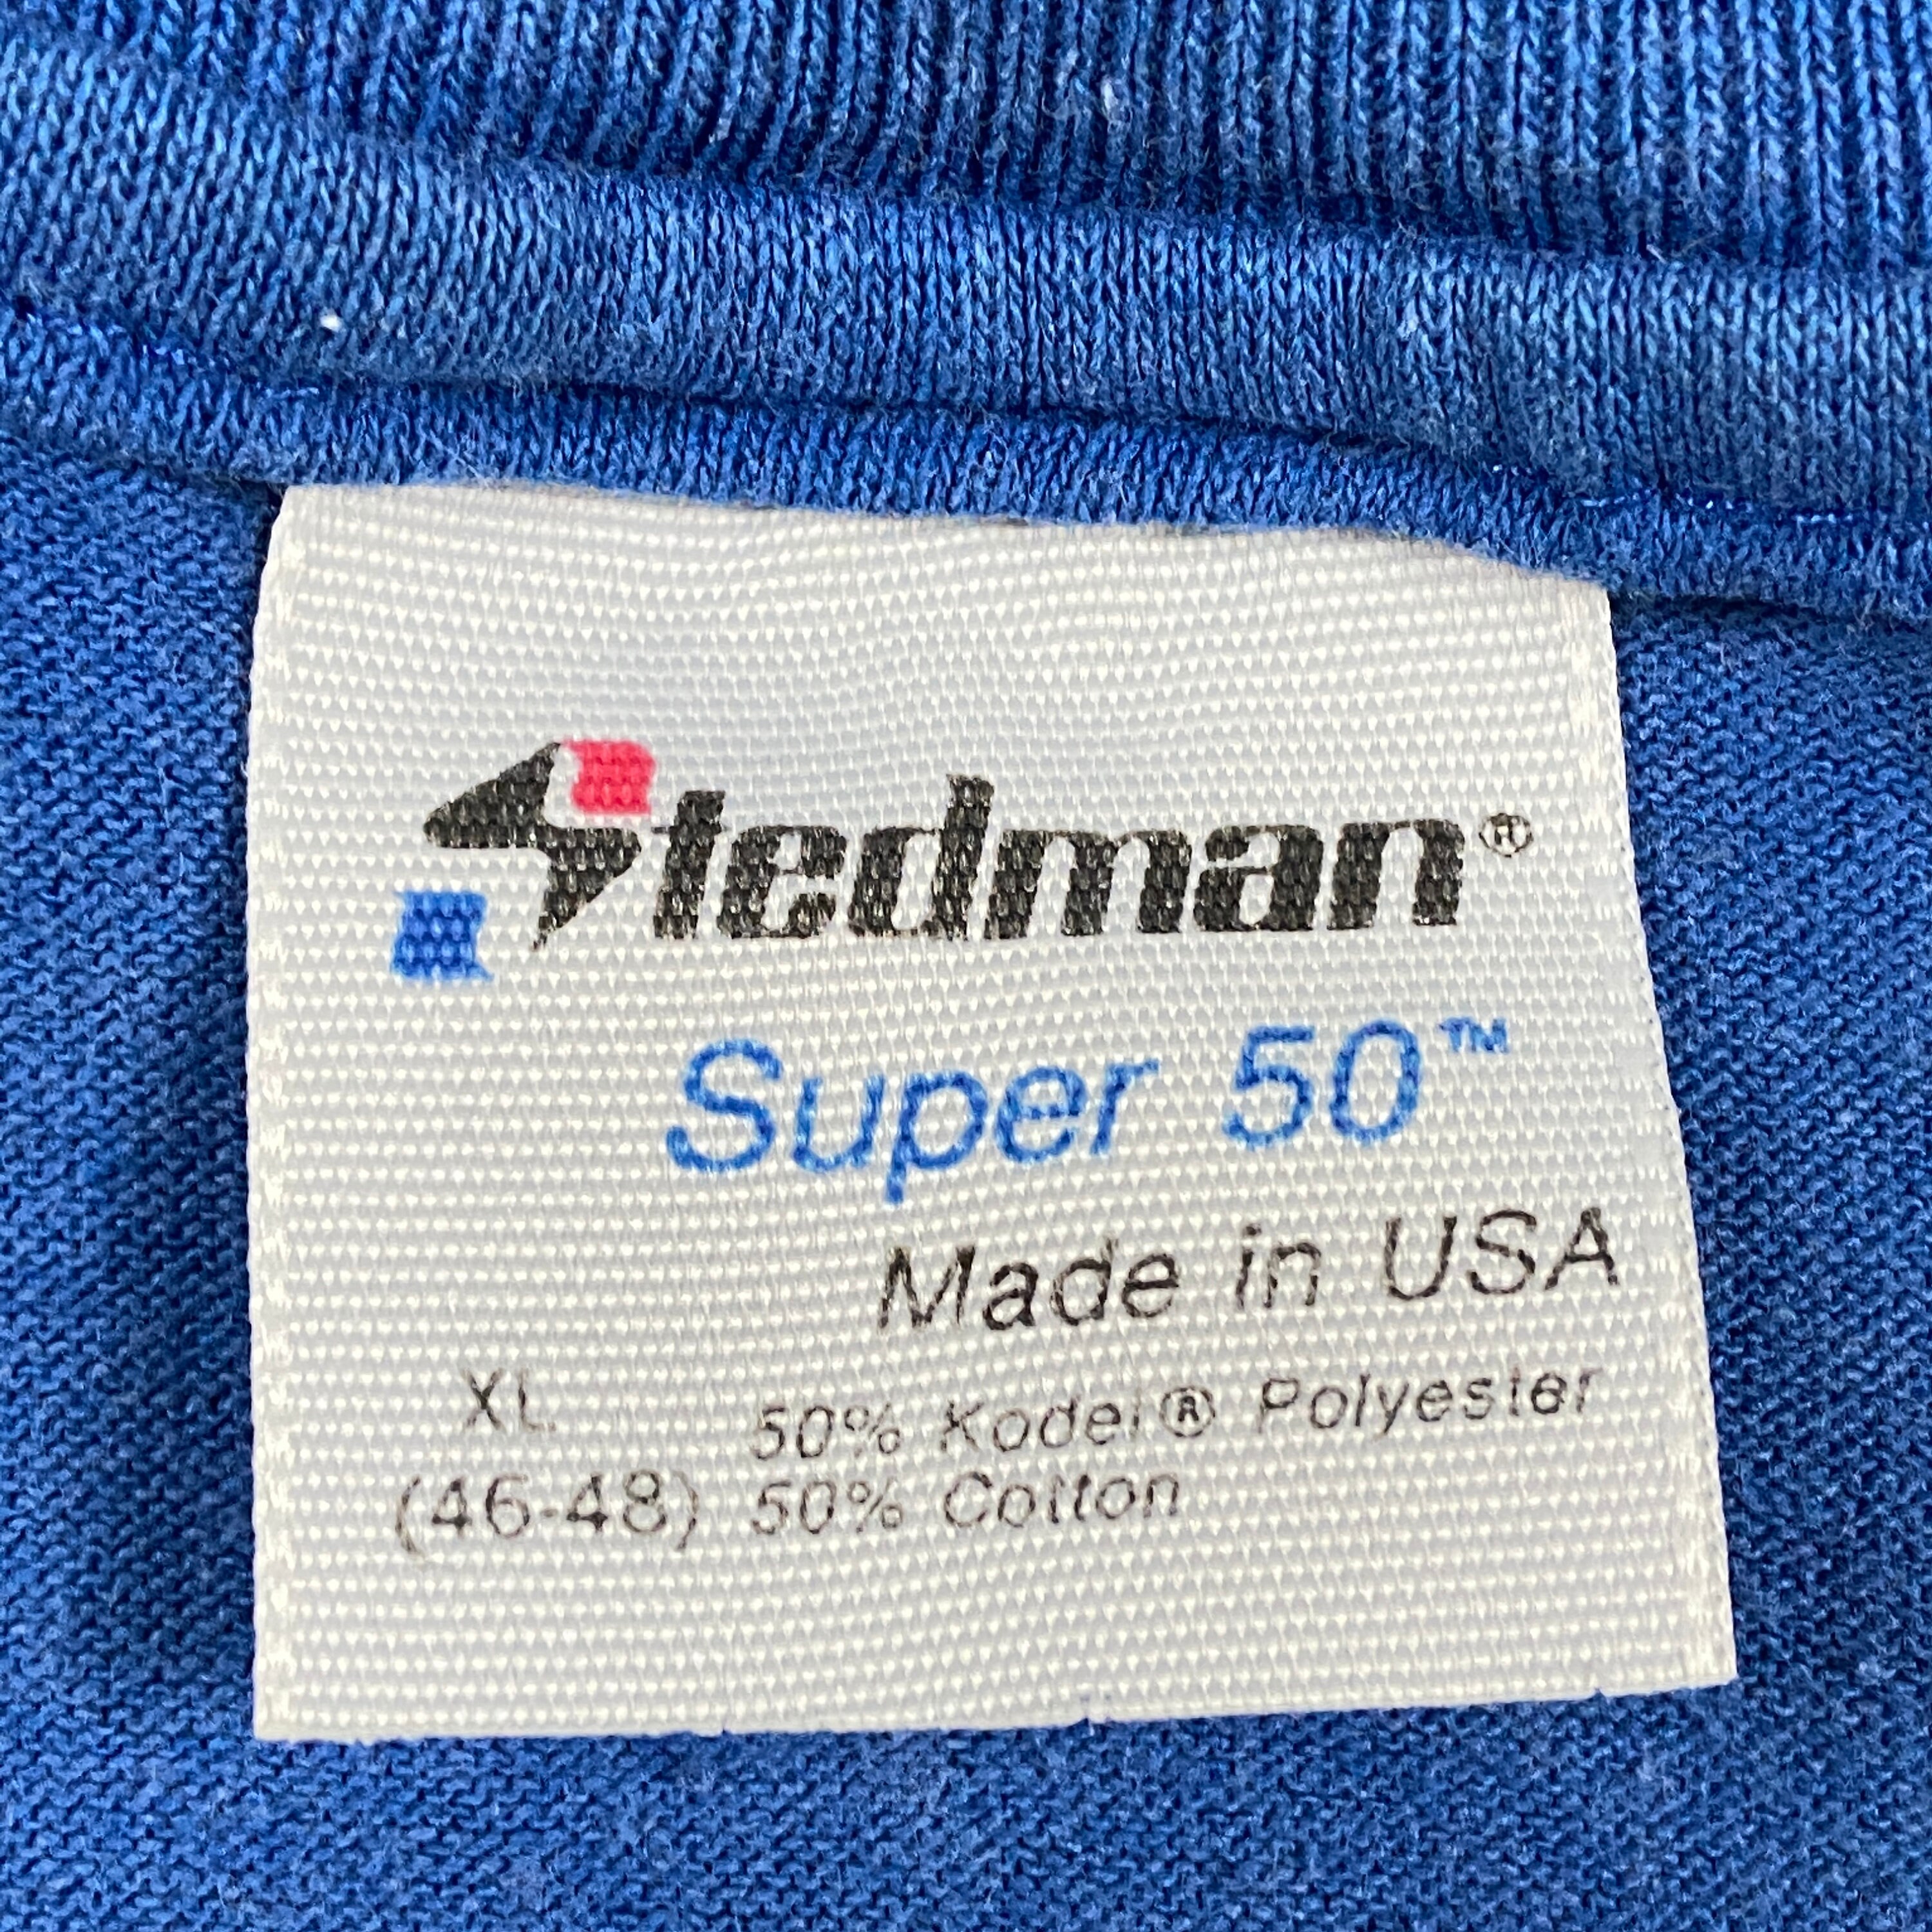 Stedman®
Super 50™
Made in USA
XL 50% Kodel® Polyester
(46-48) 50% Cotton